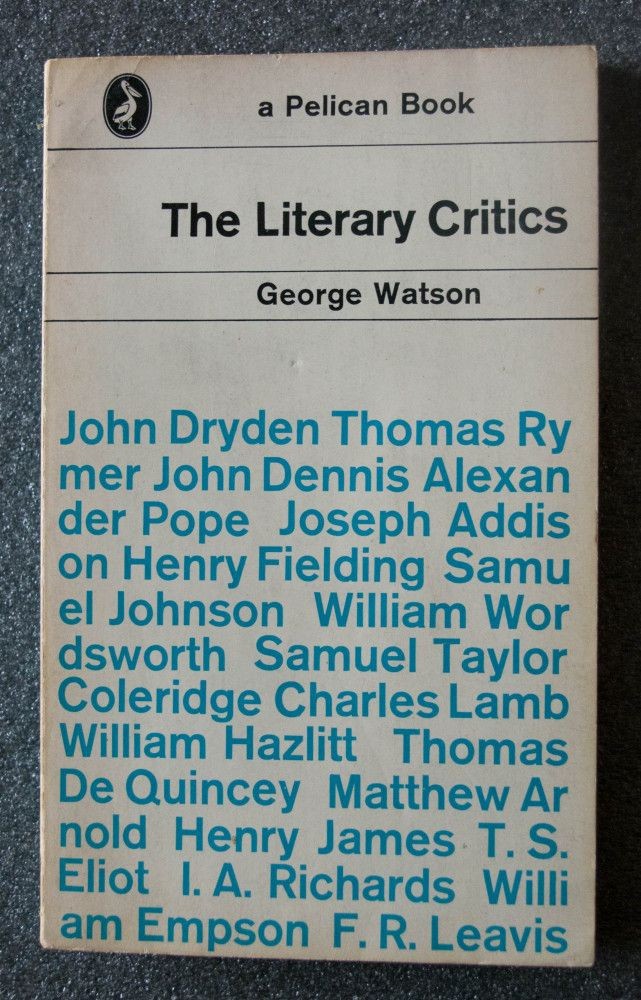 a Pelican Book
The Literary Critics
George Watson
John Dryden Thomas Ry
mer John Dennis Alexan
der Pope Joseph Addis
on Henry Fielding Samu
el Johnson William Wor
dsworth Samuel Taylor
Coleridge Charles Lamb
William Hazlitt Thomas
De Quincey Matthew Ar
nold Henry James T. S.
Eliot I. A. Richards Willi
am Empson F. R. Leavis